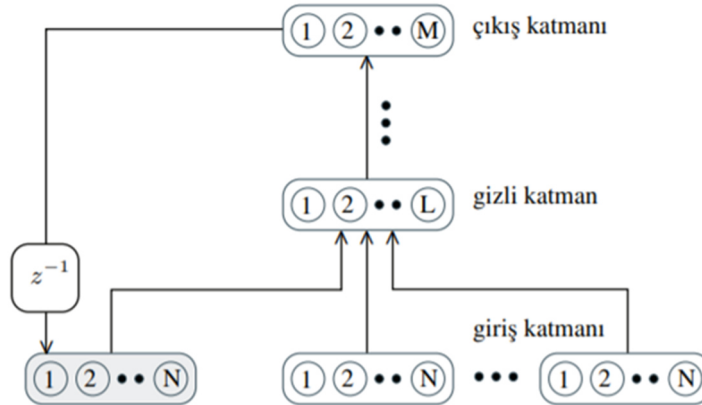 1 2 •• M çıkış katmanı
1 2 •• L gizli katman
z⁻¹
giriş katmanı
1 2 •• N 1 2 •• N ••• 1 2 •• N